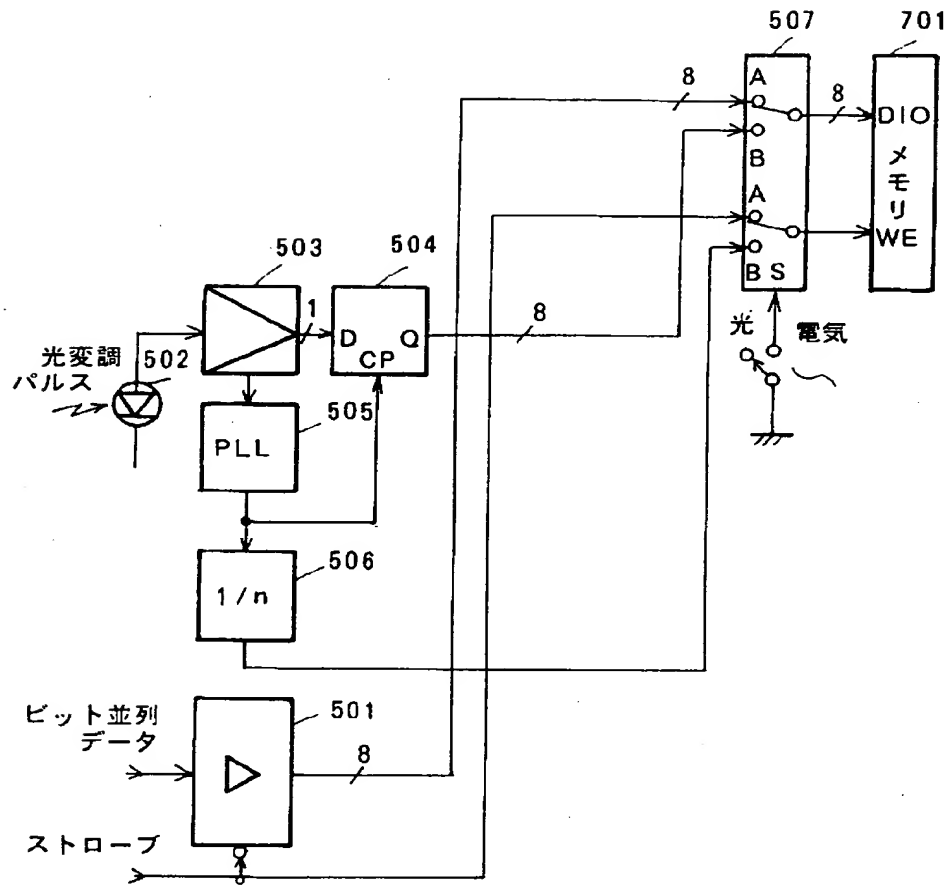 507
701
8
A
8
DIO
B
メモリ
A
WE
B S
503
504
1
D Q
CP
8
光
電気
光変調
パルス
502
505
PLL
506
1/n
ビット並列
データ
501
8
ストローブ